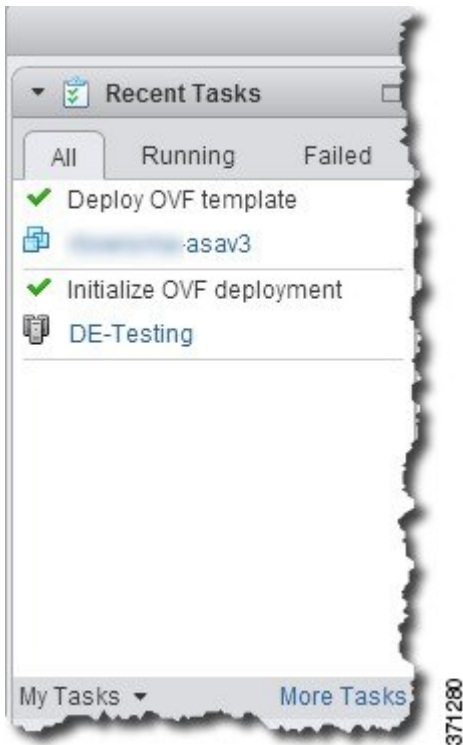 Recent Tasks
All Running Failed
Deploy OVF template
-asav3
Initialize OVF deployment
DE-Testing
My Tasks More Tasks
371280